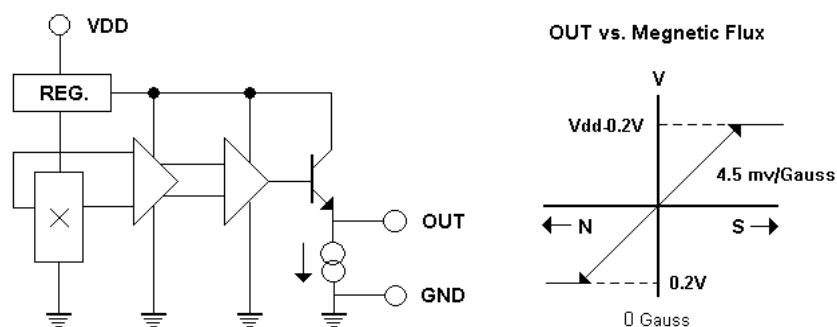 VDD
REG.
OUT
GND
OUT vs. Megnetic Flux
V
Vdd-0.2V
4.5 mv/Gauss
N
S
0.2V
0 Gauss